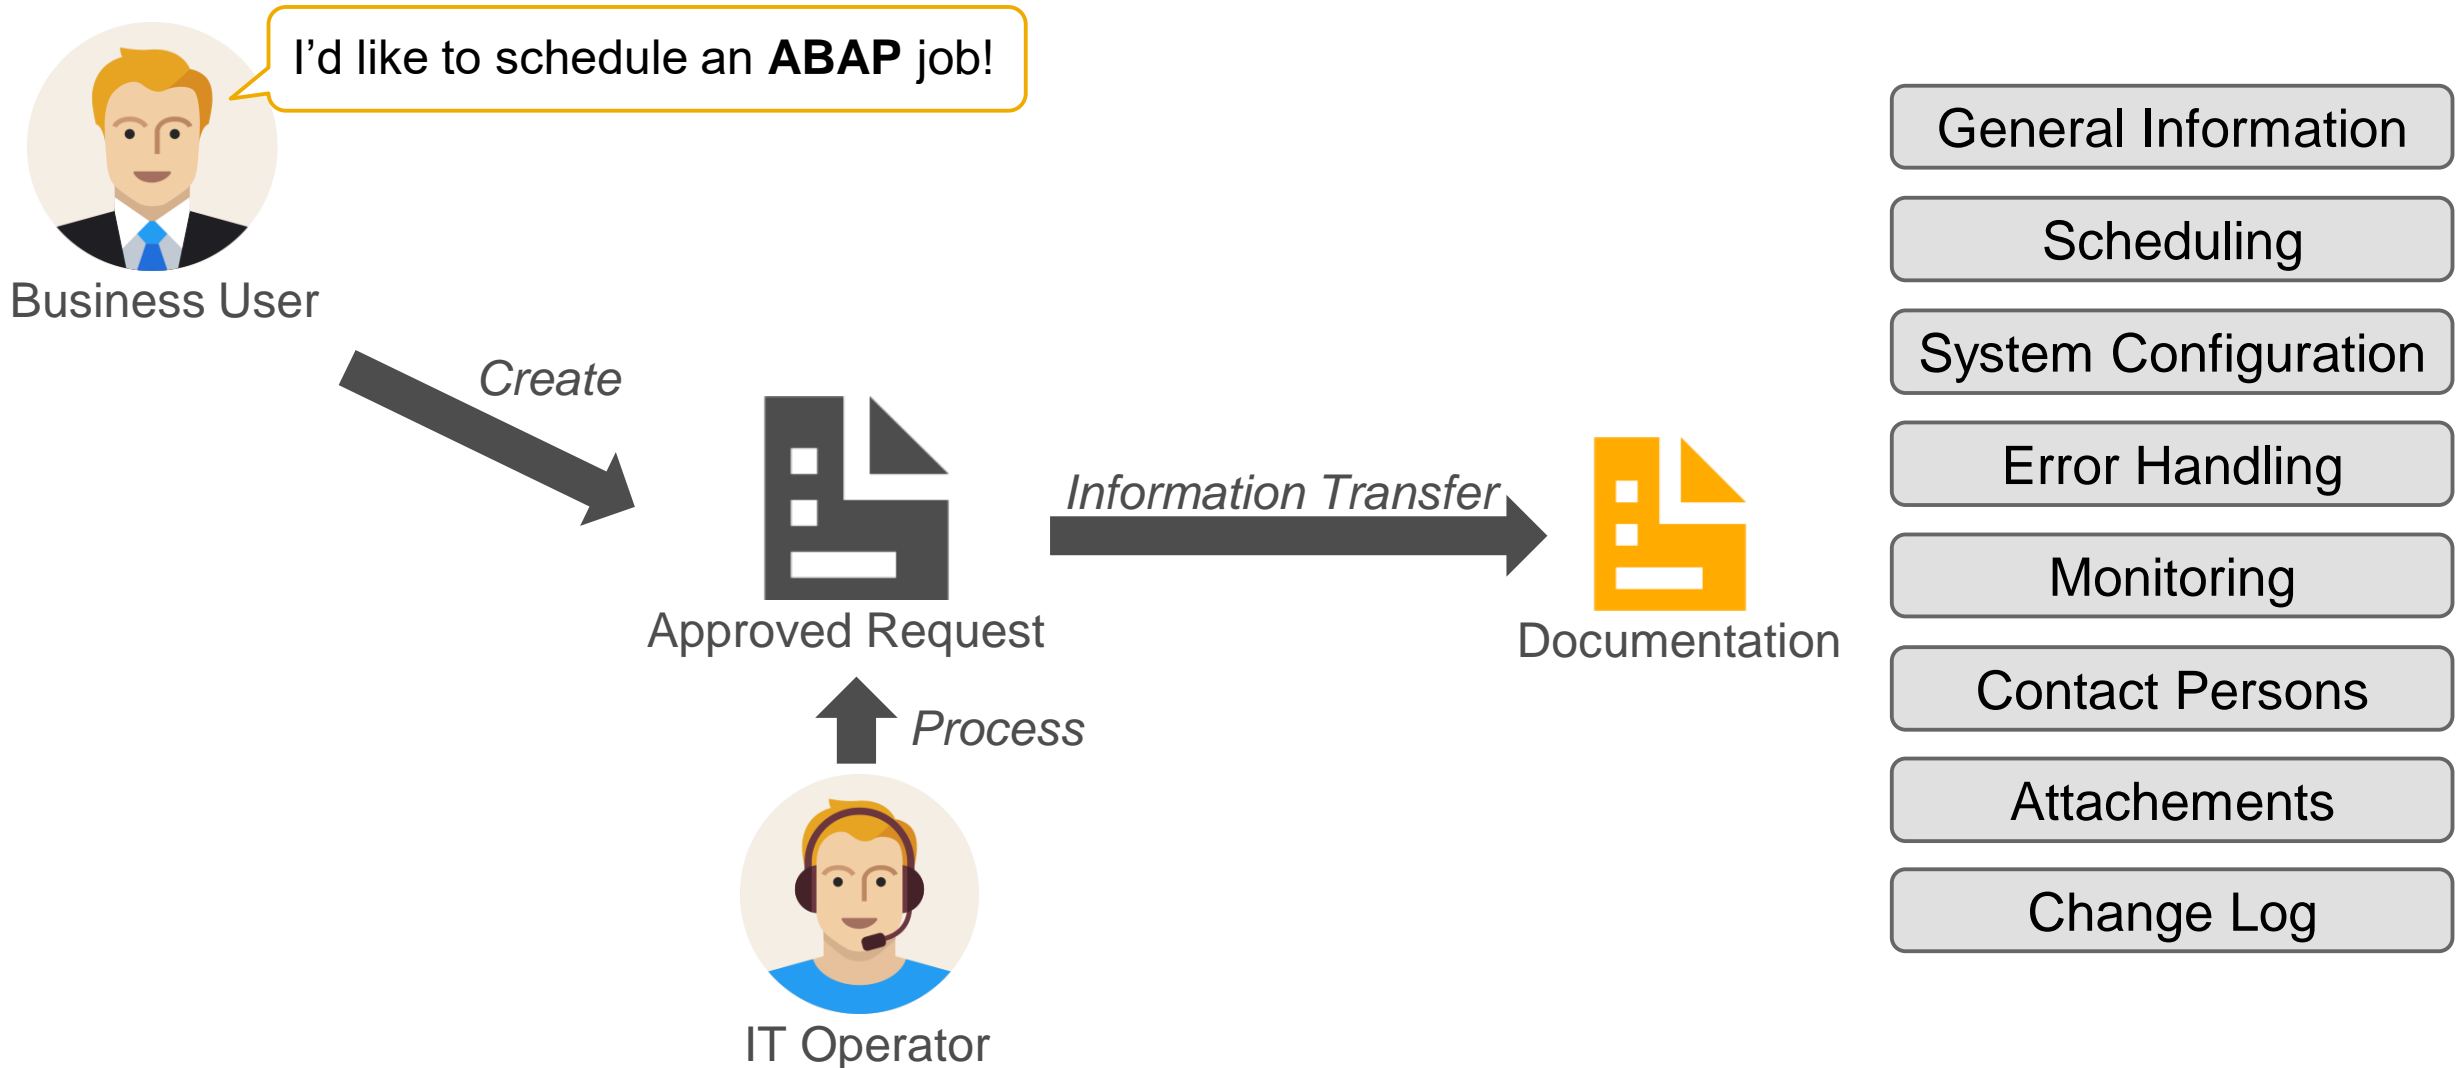 I’d like to schedule an ABAP job!
Business User
Create
Approved Request
Information Transfer
Documentation
Process
IT Operator
General Information
Scheduling
System Configuration
Error Handling
Monitoring
Contact Persons
Attachements
Change Log